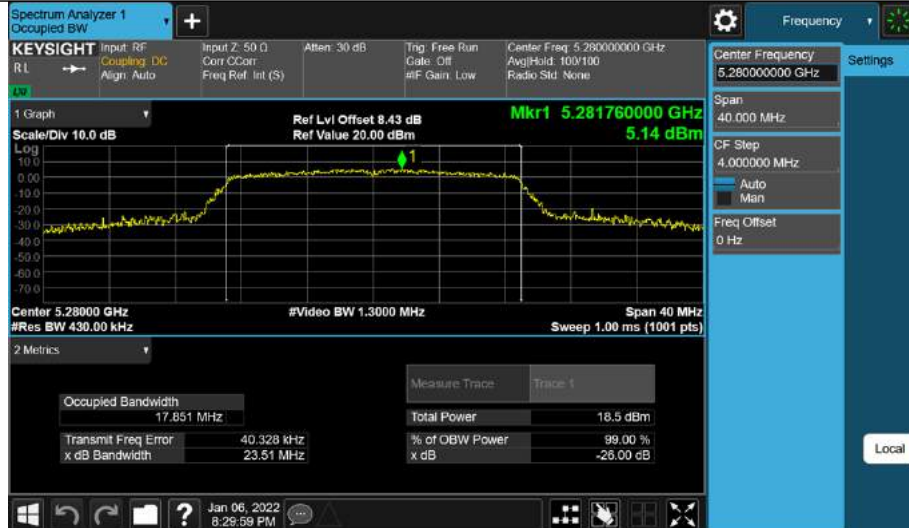 Spectrum Analyzer 1
Occupied BW
+
Frequency
KEYSIGHT
RL
Input: RF
Coupling: DC
Align: Auto
Input Z: 50 Ω
Corr CCorr
Freq Ref: Int (S)
Atten: 30 dB
Trig: Free Run
Gate: Off
#IF Gain: Low
Center Freq: 5.280000000 GHz
Avg|Hold: 100/100
Radio Std: None
1 Graph
Scale/Div 10.0 dB
Ref Lvl Offset 8.43 dB
Ref Value 20.00 dBm
Mkr1 5.281760000 GHz
5.14 dBm
Log
10.0
0.00
-10.0
-20.0
-30.0
-40.0
-50.0
-60.0
-70.0
1
Center 5.28000 GHz
#Res BW 430.00 kHz
#Video BW 1.3000 MHz
Span 40 MHz
Sweep 1.00 ms (1001 pts)
2 Metrics
Measure Trace
Trace 1
Occupied Bandwidth
17.851 MHz
Total Power
18.5 dBm
Transmit Freq Error
40.328 kHz
% of OBW Power
99.00 %
x dB Bandwidth
23.51 MHz
x dB
-26.00 dB
Center Frequency
5.280000000 GHz
Settings
Span
40.000 MHz
CF Step
4.000000 MHz
Auto
Man
Freq Offset
0 Hz
Local
?
Jan 06, 2022
8:29:59 PM